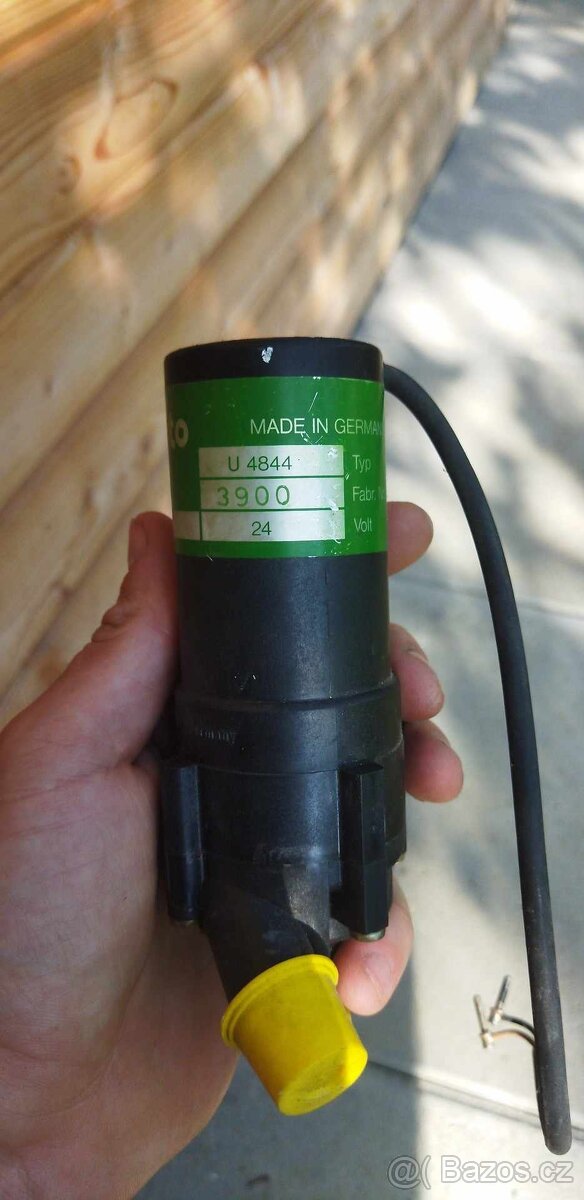 MADE IN GERMAN
U 4844 Typ
3900 Fabr. N
24 Volt
@( Bazos.cz